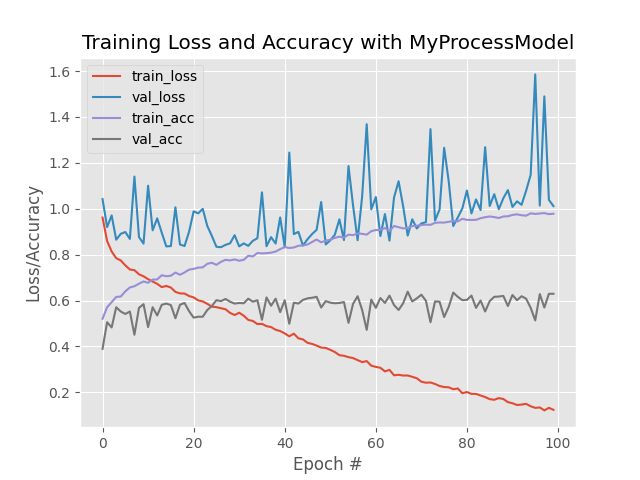 Training Loss and Accuracy with MyProcessModel
train_loss
val_loss
train_acc
val_acc
Loss/Accuracy
1.6
1.4
1.2
1.0
0.8
0.6
0.4
0.2
0
20
40
60
80
100
Epoch #